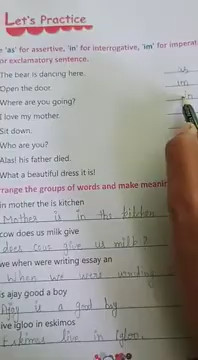 Let's Practice
e 'as' for assertive, 'in' for interrogative, 'im' for imperat
or exclamatory sentence.
The bear is dancing here. as
Open the door. im
Where are you going? in
I love my mother.
Sit down.
Who are you?
Alas! his father died.
What a beautiful dress it is!
rrange the groups of words and make meanin
in mother the is kitchen
Mother is in the kitchen
cow does us milk give
does cow give us milk?
we when were writing essay an
When we were writing
is ajay good a boy
Ajay is a good boy
ive igloo in eskimos
Eskimos live in Igloo.